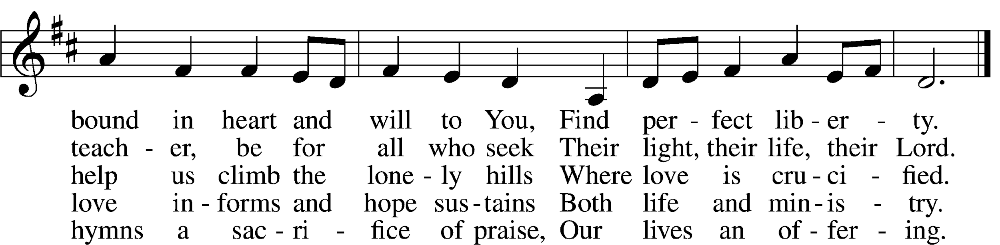 bound in heart and will to You, Find per - fect lib - er - ty.
teach - er, be for all who seek Their light, their life, their Lord.
help us climb the lone - ly hills Where love is cru - ci - fied.
love in - forms and hope sus - tains Both life and min - is - try.
hymns a sac - ri - fice of praise, Our lives an of - fer - ing.